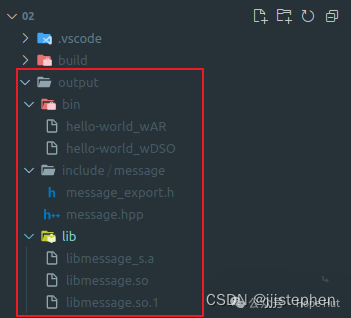 02
.vscode
build
output
bin
hello-world_wAR
hello-world_wDSO
include/message
message_export.h
message.hpp
lib
libmessage_s.a
libmessage.so
libmessage.so.1
CSDN @jjstephen